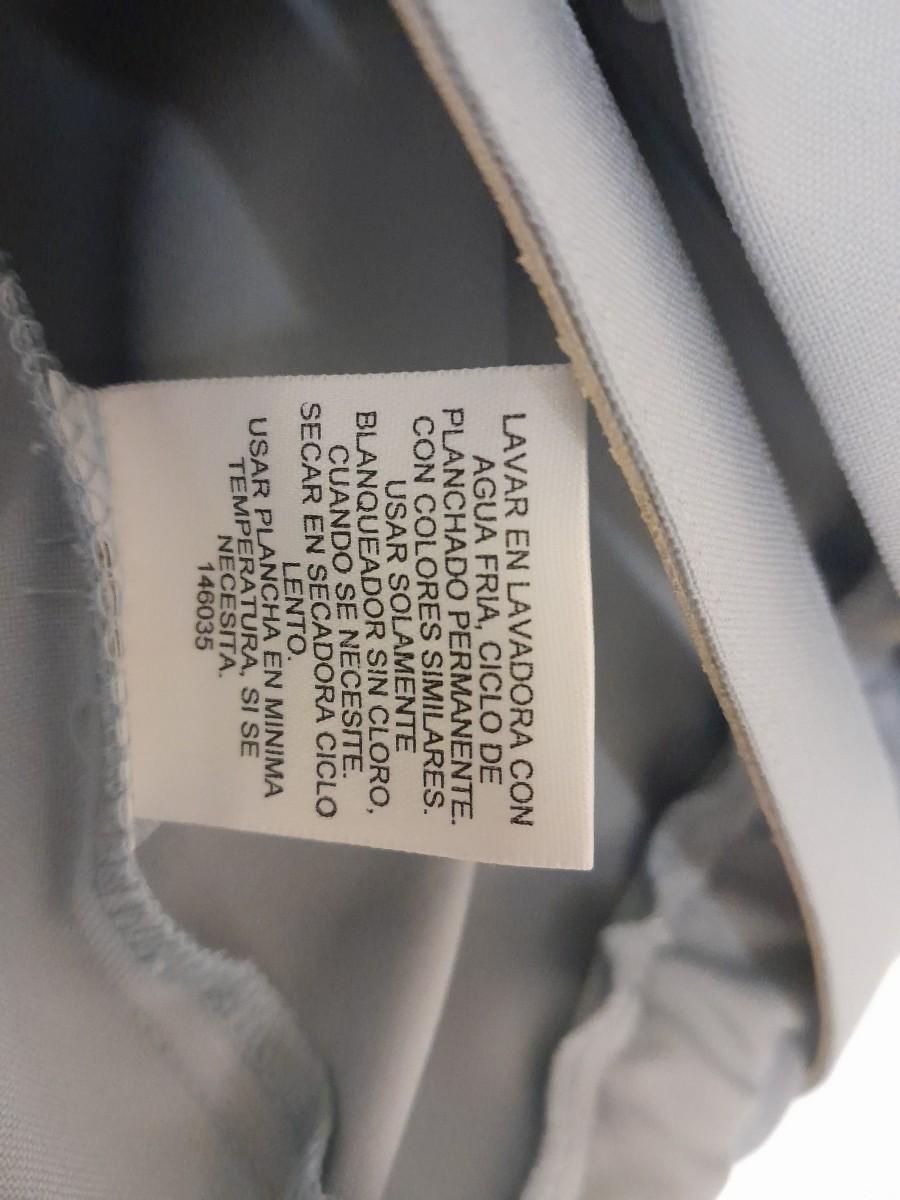 LAVAR EN LAVADORA CON
AGUA FRIA, CICLO DE
PLANCHADO PERMANENTE.
CON COLORES SIMILARES.
USAR SOLAMENTE
BLANQUEADOR SIN CLORO,
CUANDO SE NECESITE.
SECAR EN SECADORA CICLO
LENTO.
USAR PLANCHA EN MINIMA
TEMPERATURA, SI SE
NECESITA.
146035